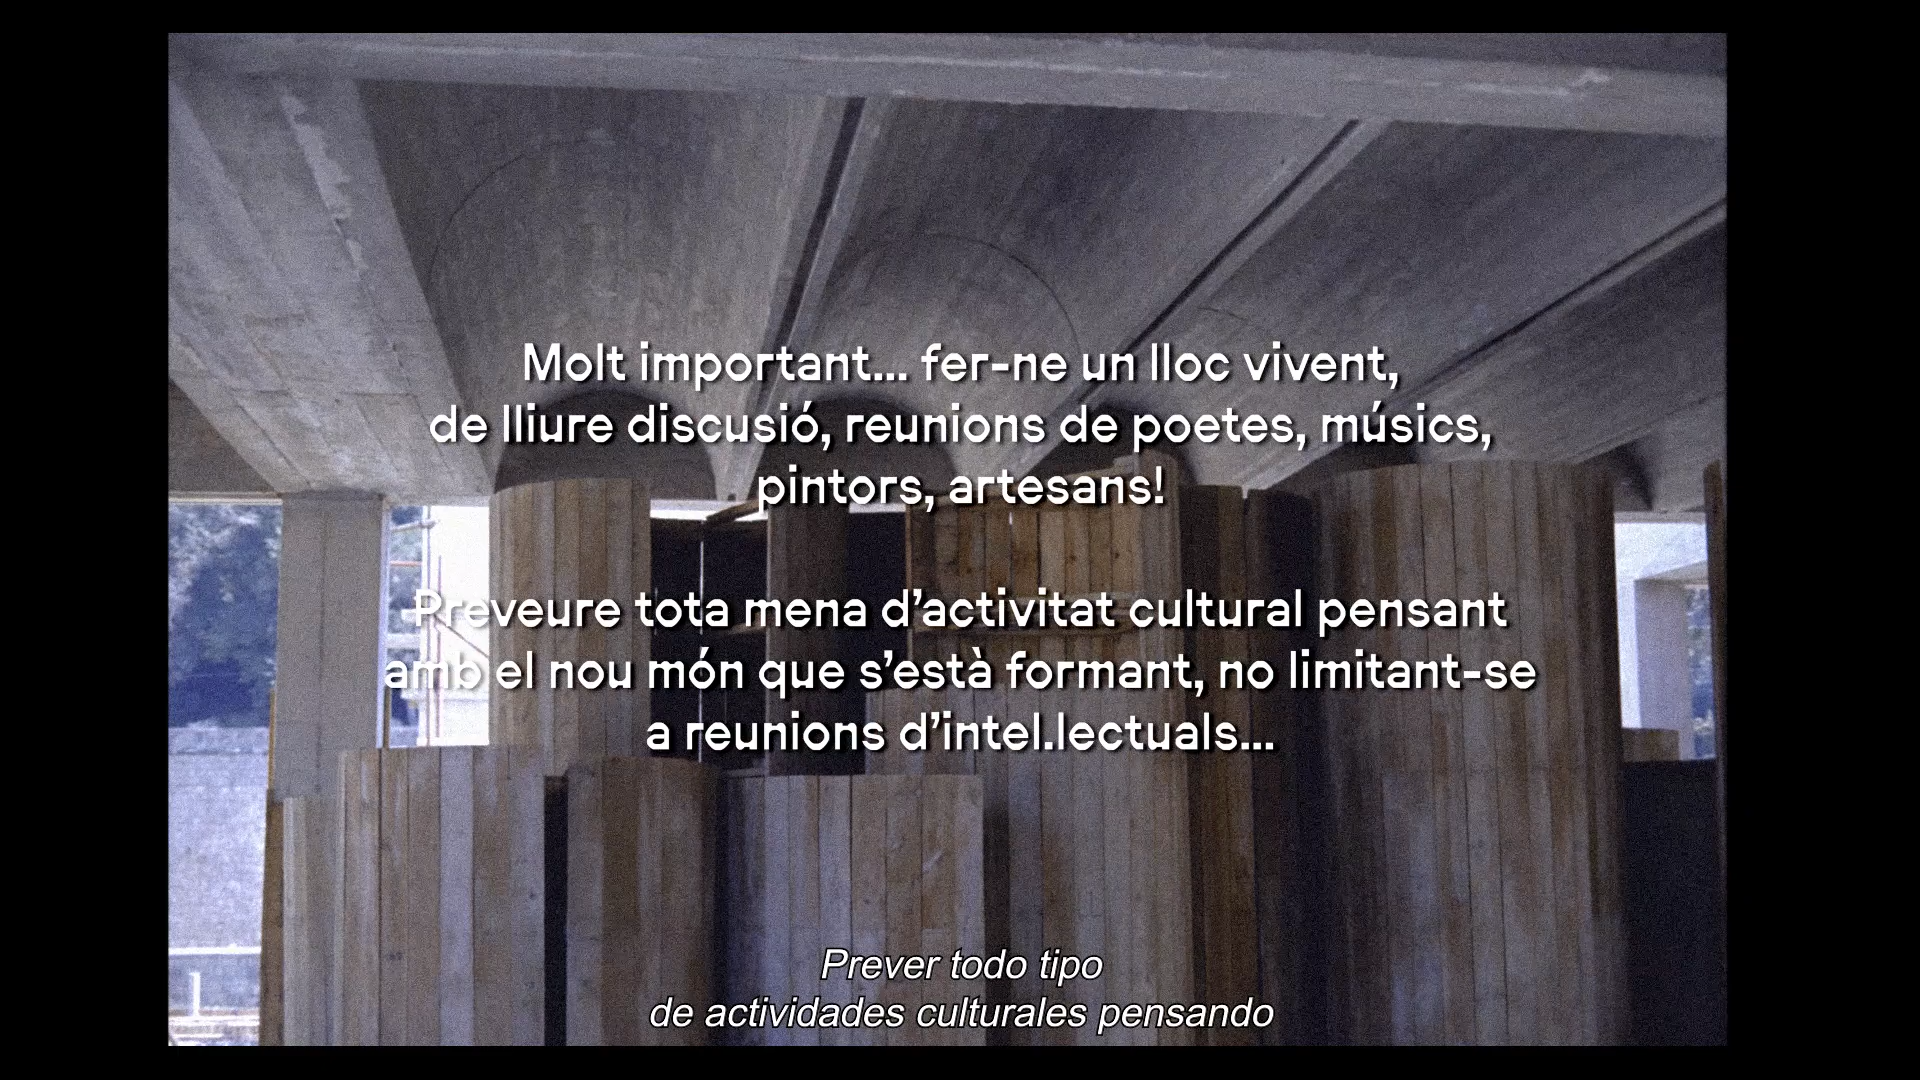 Molt important... fer-ne un lloc vivent,
de lliure discusió, reunions de poetes, músics,
pintors, artesans!
Preveure tota mena d'activitat cultural pensant
amb el nou món que s'està formant, no limitant-se
a reunions d'intel.lectuals...
Prever todo tipo
de actividades culturales pensando